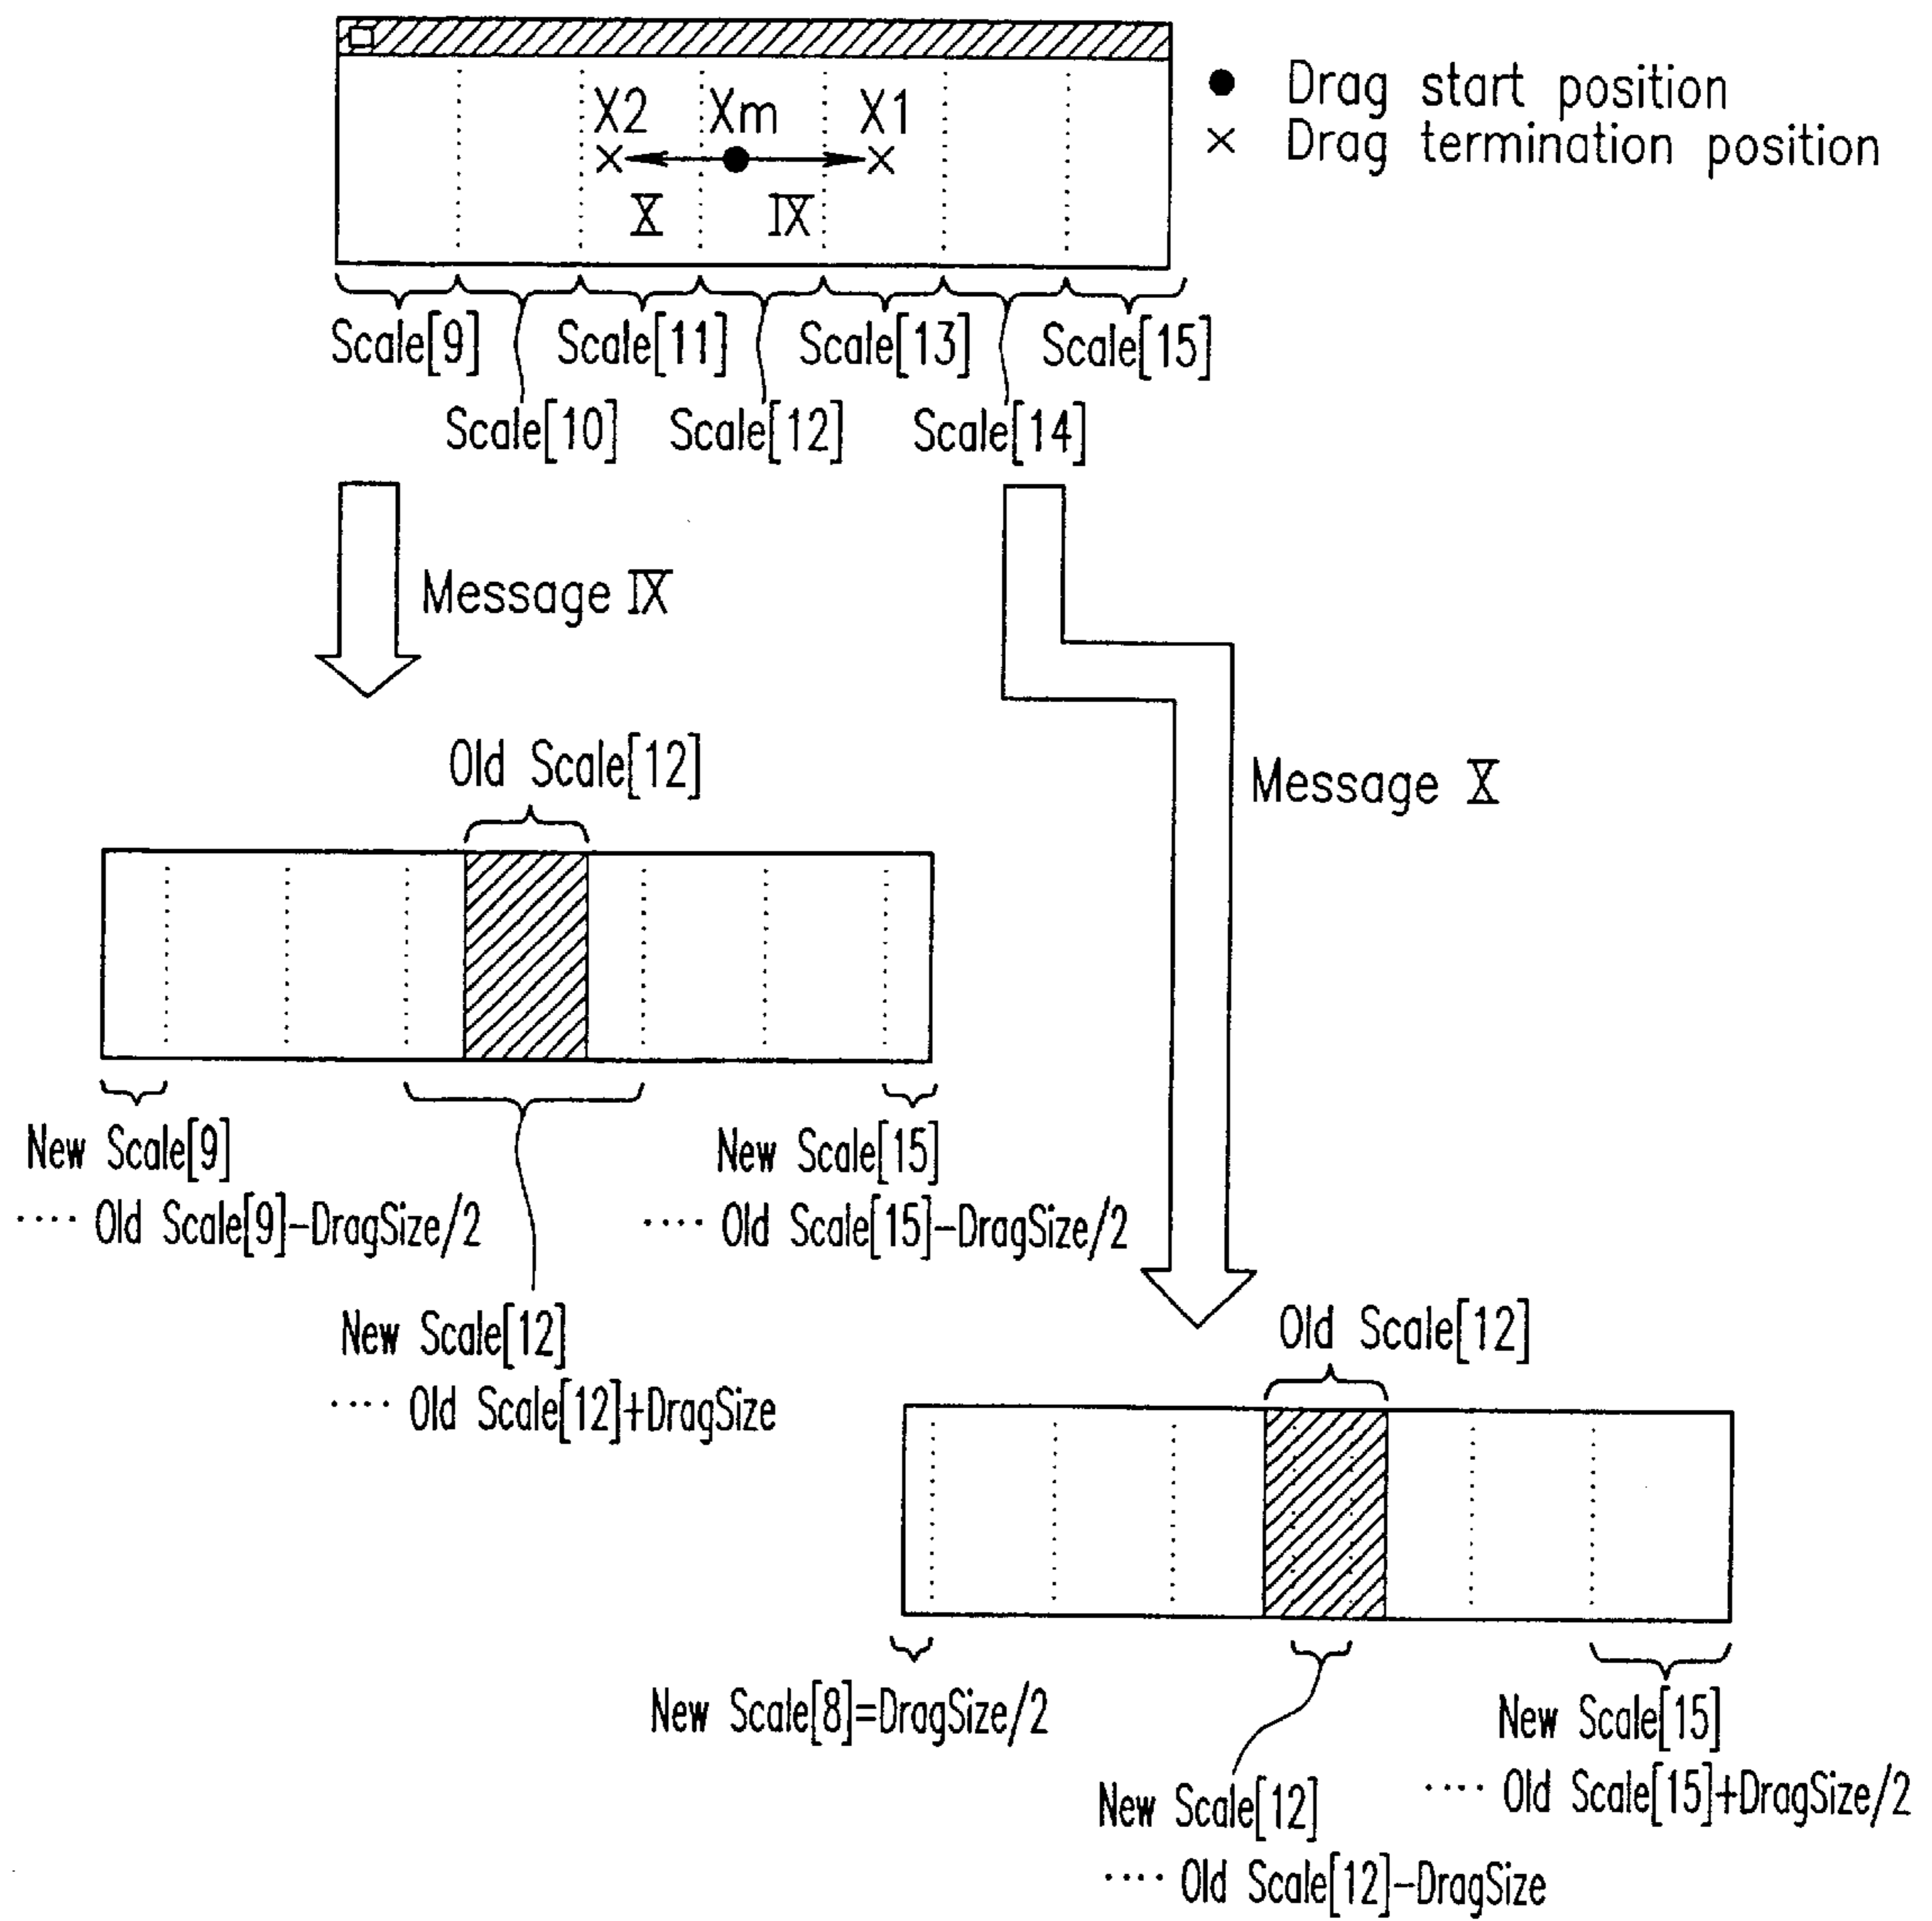 ● Drag start position
× Drag termination position
X2 Xm X1
X IX
Scale[9] Scale[11] Scale[13] Scale[15]
Scale[10] Scale[12] Scale[14]
Message IX
Message X
Old Scale[12]
New Scale[9]
···· Old Scale[9]-DragSize/2
New Scale[15]
···· Old Scale[15]-DragSize/2
New Scale[12]
···· Old Scale[12]+DragSize
Old Scale[12]
New Scale[8]=DragSize/2
New Scale[15]
···· Old Scale[15]+DragSize/2
New Scale[12]
···· Old Scale[12]-DragSize